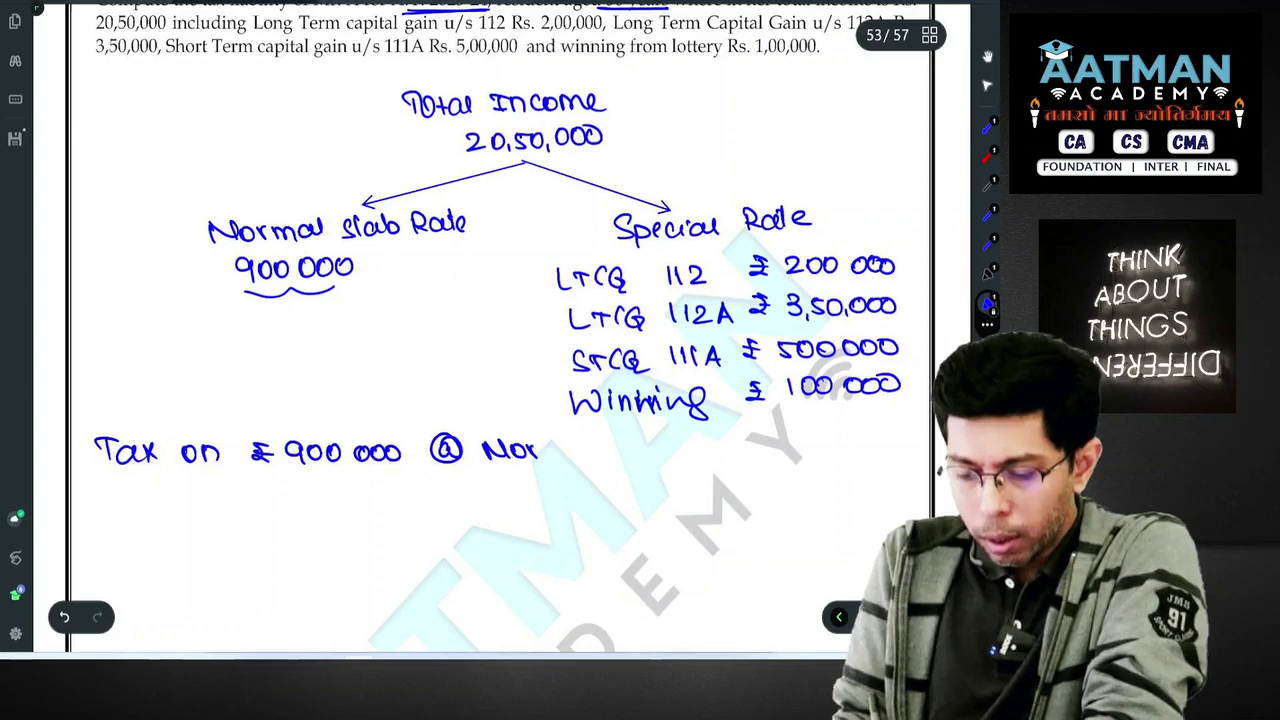 20,50,000 including Long Term capital gain u/s 112 Rs. 2,00,000, Long Term Capital Gain u/s 112A
3,50,000, Short Term capital gain u/s 111A Rs. 5,00,000 and winning from lottery Rs. 1,00,000.
53 / 57
Total Income
20,50,000
Normal Slab Rate
Special Rate
900 000
LTCG 112 ₹ 200 000
LTCG 112A ₹ 3,50,000
STCG 111A ₹ 500000
Winning ₹ 100 000
Tax on ₹ 900 000 @ Nor
AATMAN
ACADEMY
तमसो मा ज्योतिर्गमय
CA CS CMA
FOUNDATION | INTER | FINAL
THINK
ABOUT
THINGS
JMS
91